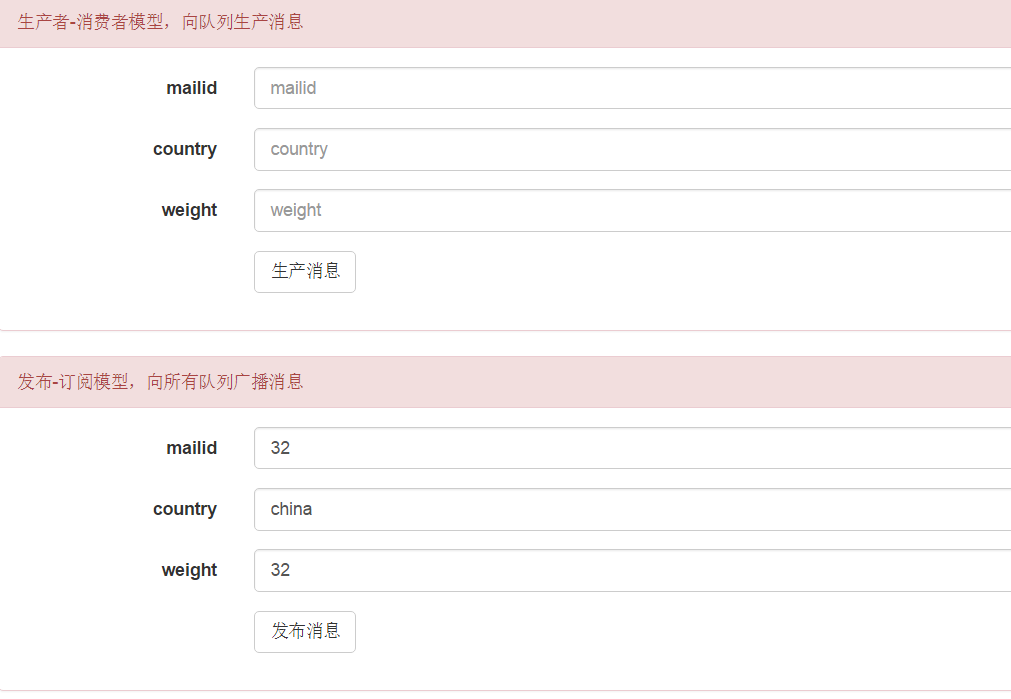 生产者-消费者模型，向队列生产消息
mailid
mailid
country
country
weight
weight
生产消息
发布-订阅模型，向所有队列广播消息
mailid
32
country
china
weight
32
发布消息